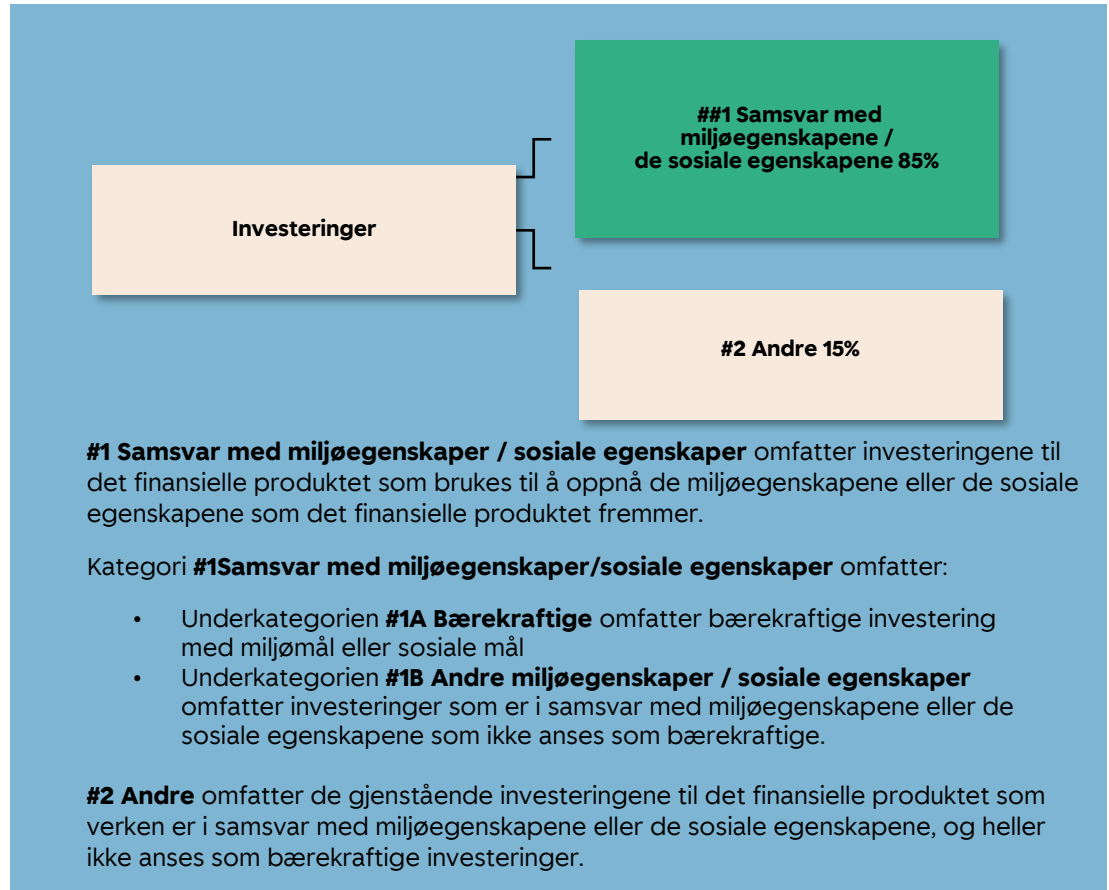 ##1 Samsvar med
miljøegenskapene /
de sosiale egenskapene 85%
Investeringer
#2 Andre 15%
#1 Samsvar med miljøegenskaper / sosiale egenskaper omfatter investeringene til
det finansielle produktet som brukes til å oppnå de miljøegenskapene eller de sosiale
egenskapene som det finansielle produktet fremmer.
Kategori #1Samsvar med miljøegenskaper/sosiale egenskaper omfatter:
• Underkategorien #1A Bærekraftige omfatter bærekraftige investering
med miljømål eller sosiale mål
• Underkategorien #1B Andre miljøegenskaper / sosiale egenskaper
omfatter investeringer som er i samsvar med miljøegenskapene eller de
sosiale egenskapene som ikke anses som bærekraftige.
#2 Andre omfatter de gjenstående investeringene til det finansielle produktet som
verken er i samsvar med miljøegenskapene eller de sosiale egenskapene, og heller
ikke anses som bærekraftige investeringer.